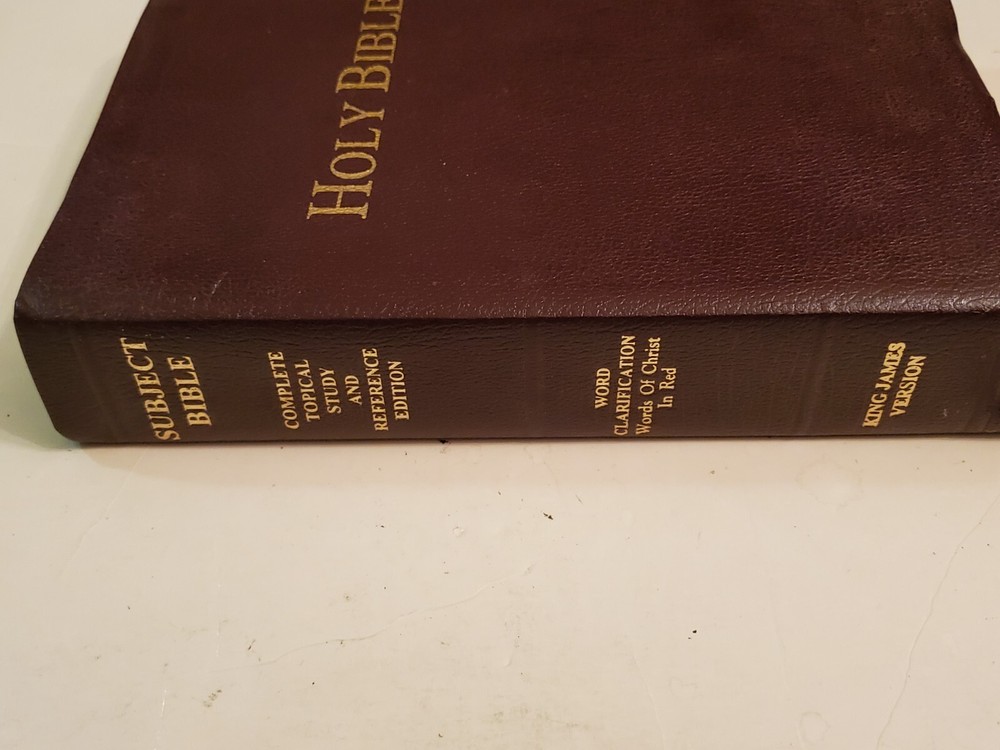 HOLY BIBLE
SUBJECT
BIBLE
COMPLETE
TOPICAL
STUDY
AND
REFERENCE
EDITION
WORD
CLARIFICATION
Words Of Christ
In Red
KING JAMES
VERSION